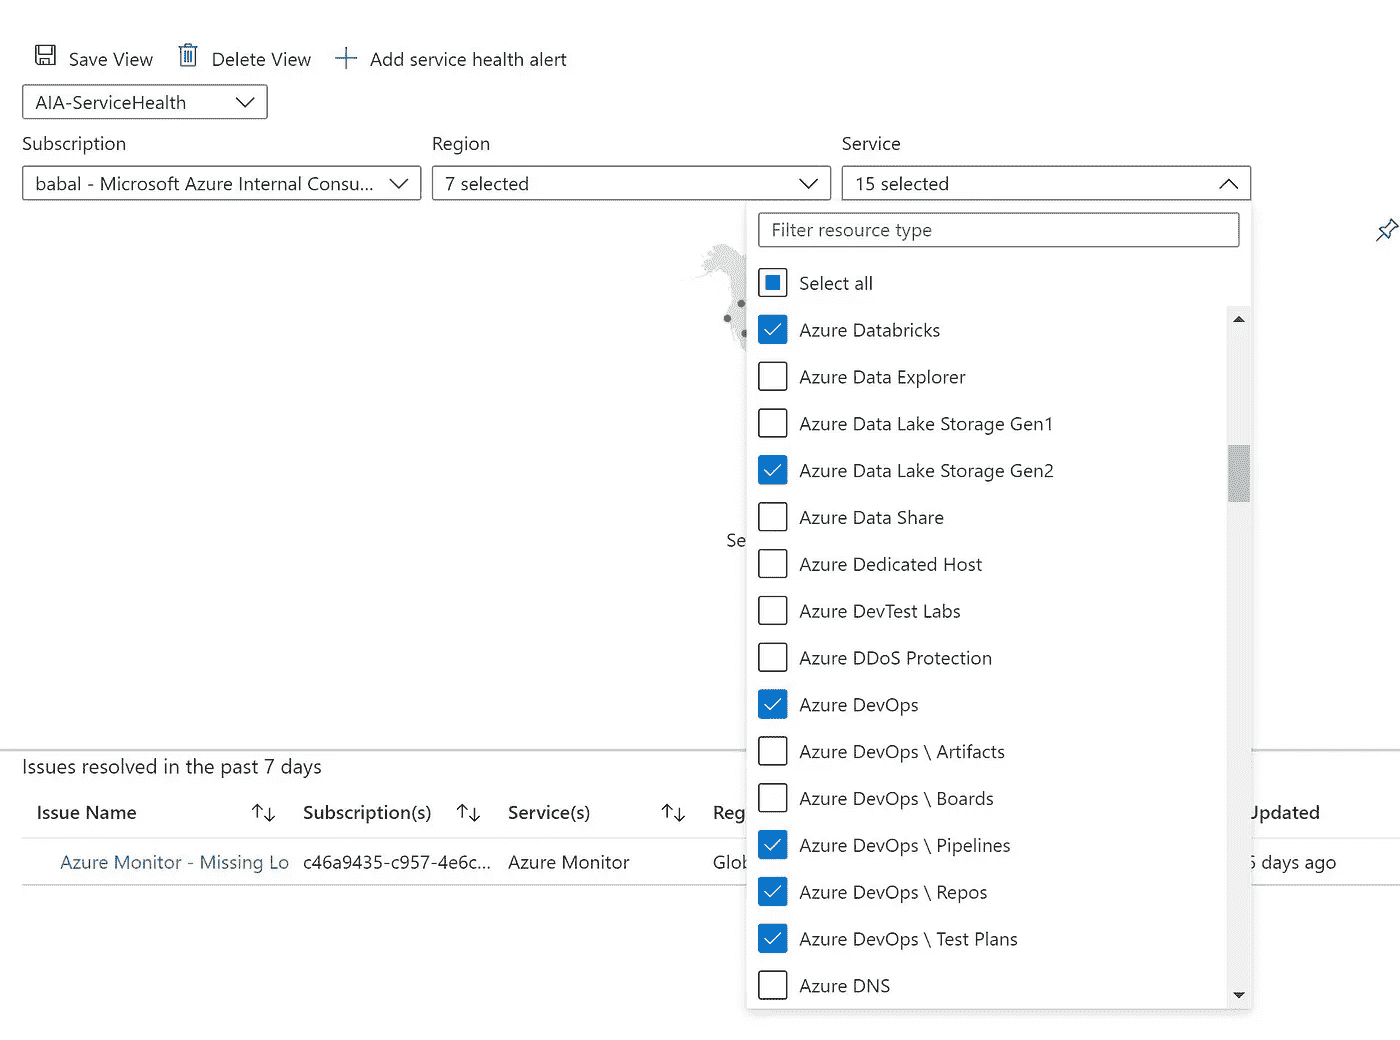 Save View Delete View Add service health alert
AIA-ServiceHealth
Subscription Region Service
babal - Microsoft Azure Internal Consu... 7 selected 15 selected
Filter resource type
Select all
Azure Databricks
Azure Data Explorer
Azure Data Lake Storage Gen1
Azure Data Lake Storage Gen2
Azure Data Share
Se
Azure Dedicated Host
Azure DevTest Labs
Azure DDoS Protection
Azure DevOps
Azure DevOps \ Artifacts
Azure DevOps \ Boards
Azure DevOps \ Pipelines
Azure DevOps \ Repos
Azure DevOps \ Test Plans
Azure DNS
Issues resolved in the past 7 days
Issue Name Subscription(s) Service(s) Reg Updated
Azure Monitor - Missing Lo c46a9435-c957-4e6c... Azure Monitor Glob days ago